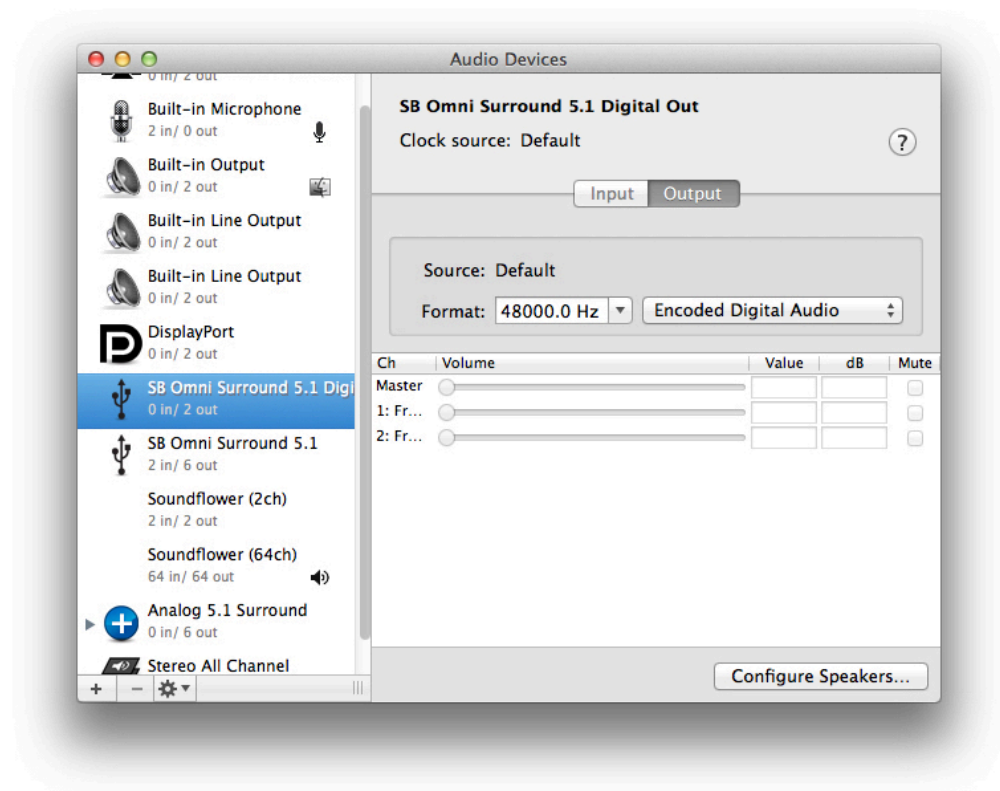 Audio Devices
0 in/ 2 out
Built-in Microphone
2 in/ 0 out
Built-in Output
0 in/ 2 out
Built-in Line Output
0 in/ 2 out
Built-in Line Output
0 in/ 2 out
DisplayPort
0 in/ 2 out
SB Omni Surround 5.1 Digi
0 in/ 2 out
SB Omni Surround 5.1
2 in/ 6 out
Soundflower (2ch)
2 in/ 2 out
Soundflower (64ch)
64 in/ 64 out
Analog 5.1 Surround
0 in/ 6 out
Stereo All Channel
SB Omni Surround 5.1 Digital Out
Clock source: Default
?
Input Output
Source: Default
Format: 48000.0 Hz Encoded Digital Audio
Ch Volume Value dB Mute
Master
1: Fr...
2: Fr...
Configure Speakers...